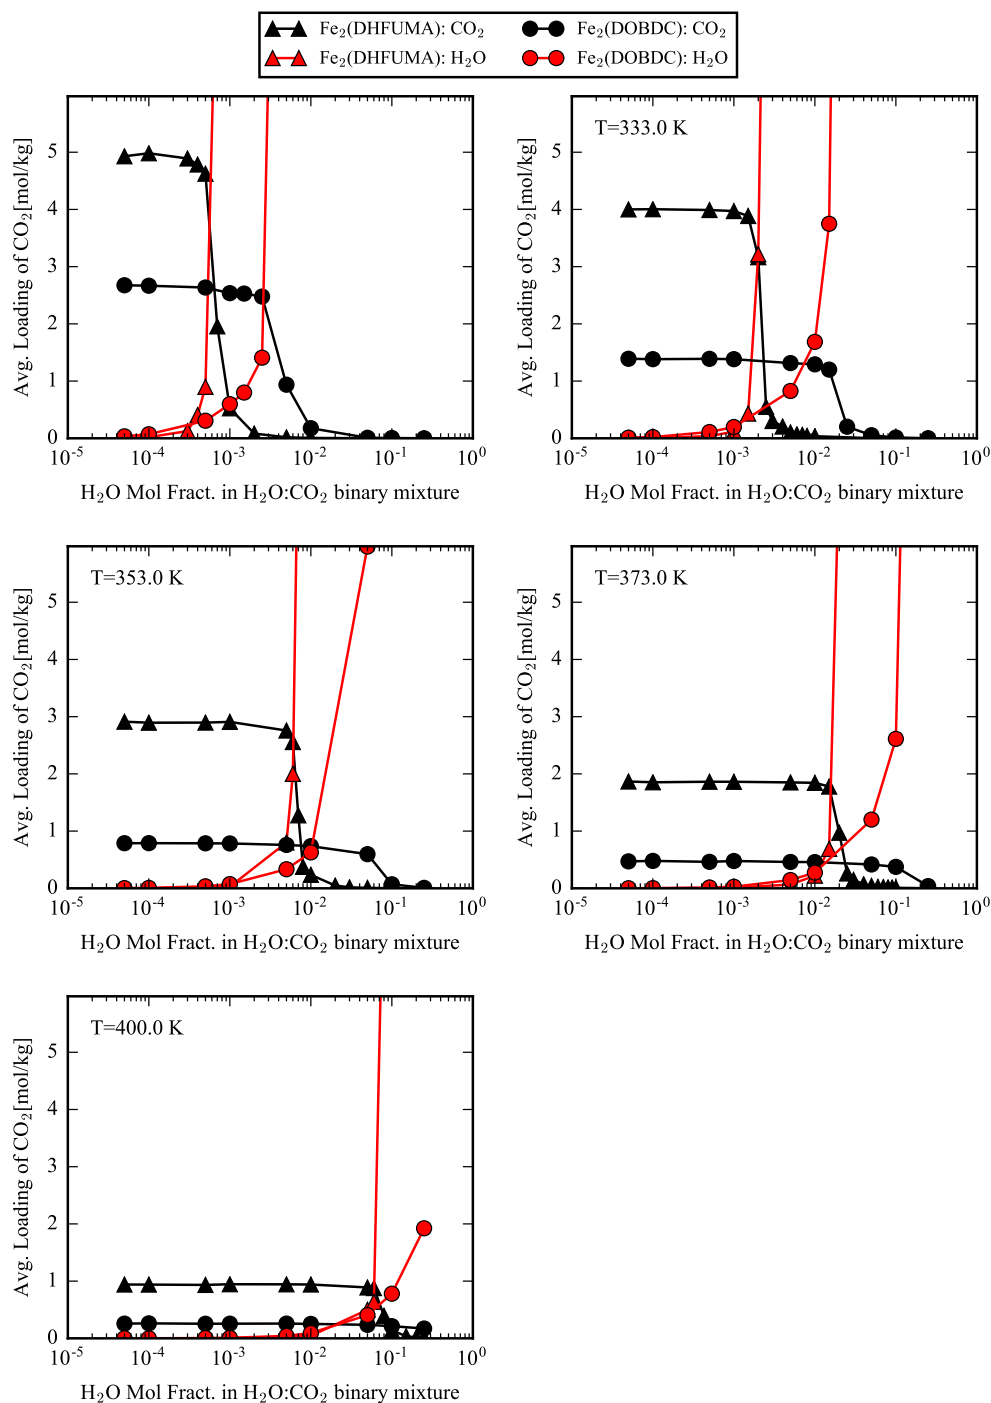 Fe₂(DHFUMA): CO₂ Fe₂(DOBDC): CO₂
Fe₂(DHFUMA): H₂O Fe₂(DOBDC): H₂O
Avg. Loading of CO₂[mol/kg]
5
4
3
2
1
0
10⁻⁵ 10⁻⁴ 10⁻³ 10⁻² 10⁻¹ 10⁰
H₂O Mol Fract. in H₂O:CO₂ binary mixture
T=333.0 K
Avg. Loading of CO₂[mol/kg]
5
4
3
2
1
0
10⁻⁵ 10⁻⁴ 10⁻³ 10⁻² 10⁻¹ 10⁰
H₂O Mol Fract. in H₂O:CO₂ binary mixture
T=353.0 K
Avg. Loading of CO₂[mol/kg]
5
4
3
2
1
0
10⁻⁵ 10⁻⁴ 10⁻³ 10⁻² 10⁻¹ 10⁰
H₂O Mol Fract. in H₂O:CO₂ binary mixture
T=373.0 K
Avg. Loading of CO₂[mol/kg]
5
4
3
2
1
0
10⁻⁵ 10⁻⁴ 10⁻³ 10⁻² 10⁻¹ 10⁰
H₂O Mol Fract. in H₂O:CO₂ binary mixture
T=400.0 K
Avg. Loading of CO₂[mol/kg]
5
4
3
2
1
0
10⁻⁵ 10⁻⁴ 10⁻³ 10⁻² 10⁻¹ 10⁰
H₂O Mol Fract. in H₂O:CO₂ binary mixture